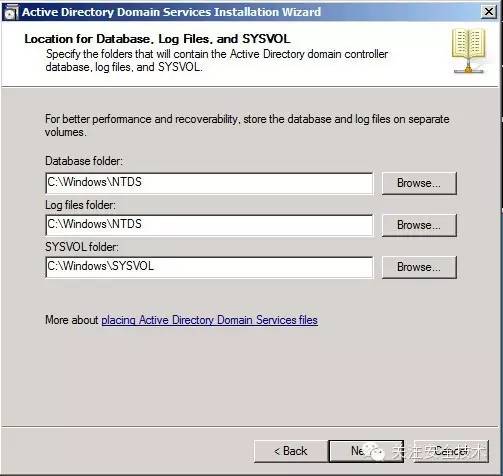 Active Directory Domain Services Installation Wizard
Location for Database, Log Files, and SYSVOL
Specify the folders that will contain the Active Directory domain controller
database, log files, and SYSVOL.
For better performance and recoverability, store the database and log files on separate
volumes.
Database folder:
C:\Windows\NTDS
Browse...
Log files folder:
C:\Windows\NTDS
Browse...
SYSVOL folder:
C:\Windows\SYSVOL
Browse...
More about placing Active Directory Domain Services files
< Back
Ne
Cancel
关注安全技术